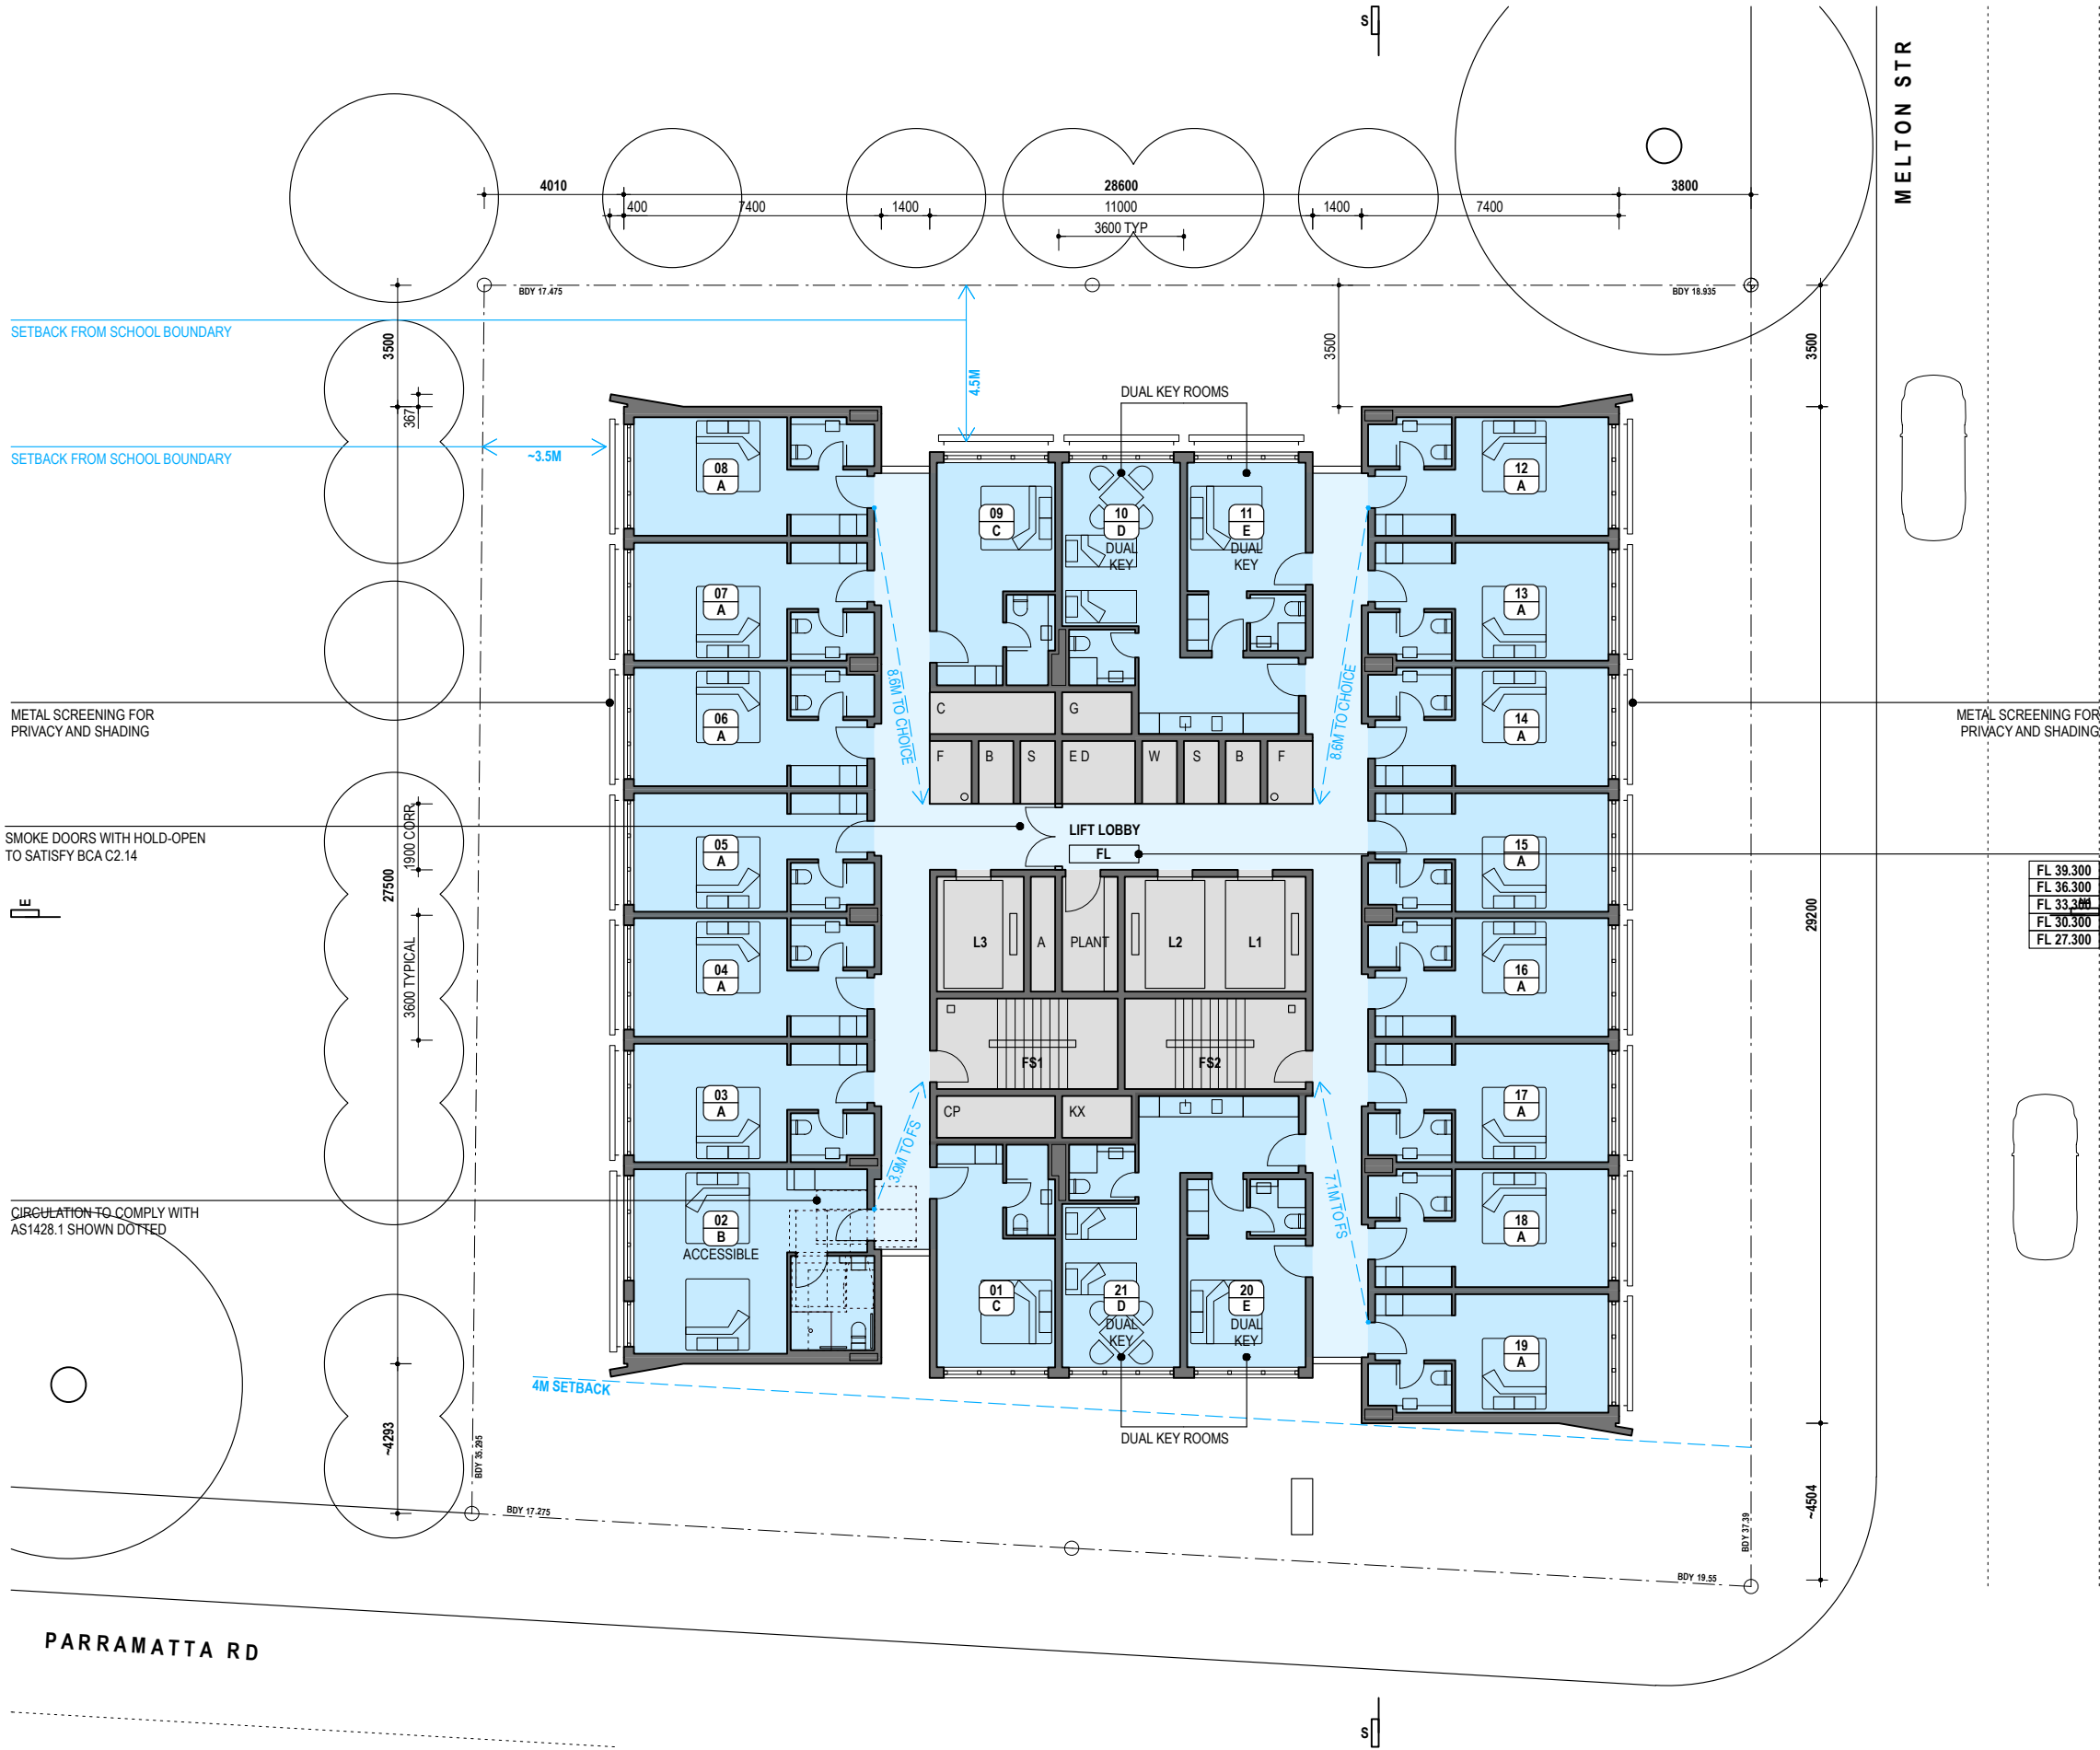 S
MELTON STR
4010
28600
3800
400
7400
1400
11000
1400
7400
3600 TYP
BDY 17.475
BDY 18.935
SETBACK FROM SCHOOL BOUNDARY
3500
3500
3500
4.5M
367
DUAL KEY ROOMS
SETBACK FROM SCHOOL BOUNDARY
~3.5M
08
A
12
A
09
C
10
D
DUAL
KEY
11
E
DUAL
KEY
07
A
13
A
METAL SCREENING FOR
PRIVACY AND SHADING
06
A
8.6M TO CHOICE
C
G
8.6M TO CHOICE
14
A
METAL SCREENING FOR
PRIVACY AND SHADING
F
B
S
E D
W
S
B
F
SMOKE DOORS WITH HOLD-OPEN
TO SATISFY BCA C2.14
1900 CORR
05
A
LIFT LOBBY
FL
15
A
FL 39.300
FL 36.300
FL 33.300
FL 30.300
FL 27.300
E
27500
29200
3600 TYPICAL
04
A
L3
A
PLANT
L2
L1
16
A
FS1
FS2
03
A
17
A
CP
KX
3.9M TO FS
7.1M TO FS
CIRCULATION TO COMPLY WITH
AS1428.1 SHOWN DOTTED
02
B
ACCESSIBLE
18
A
01
C
21
D
DUAL
KEY
20
E
DUAL
KEY
19
A
4M SETBACK
~4293
DUAL KEY ROOMS
BDY 35.295
~4504
BDY 17.275
BDY 37.39
BDY 19.55
PARRAMATTA RD
S